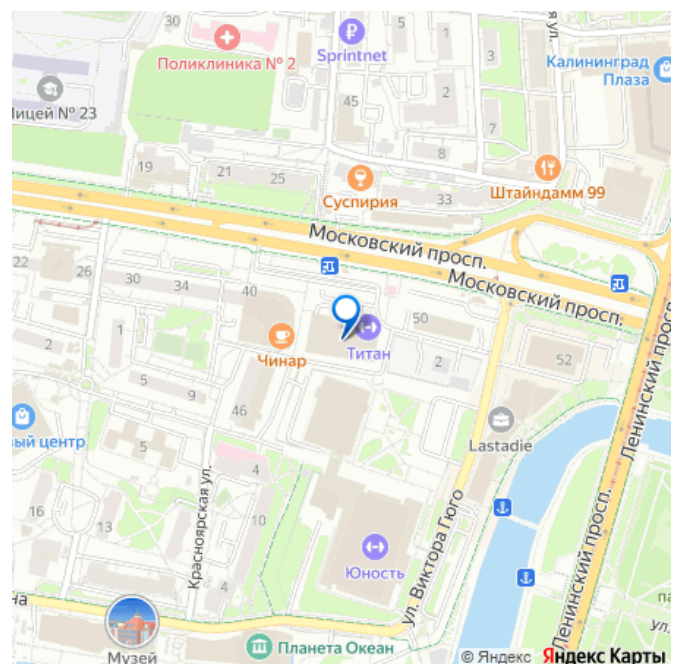 Поликлиника № 2
Sprintnet
5
1
3
2
45
7
Калининград
Плаза
Лицей № 23
19
21
25
8
33
Суспирия
Штайндамм 99
Московский просп.
Московский просп.
22
26
30
34
40
50
52
1
2
Чинар
Титан
2
5
9
46
5
4
Lastadie
Ленинский просп.
16
13
10
4
Красноярская ул.
Юность
ул. Виктора Гюго
Ленинский просп.
Музей
Планета Океан
© Яндекс Яндекс Карты